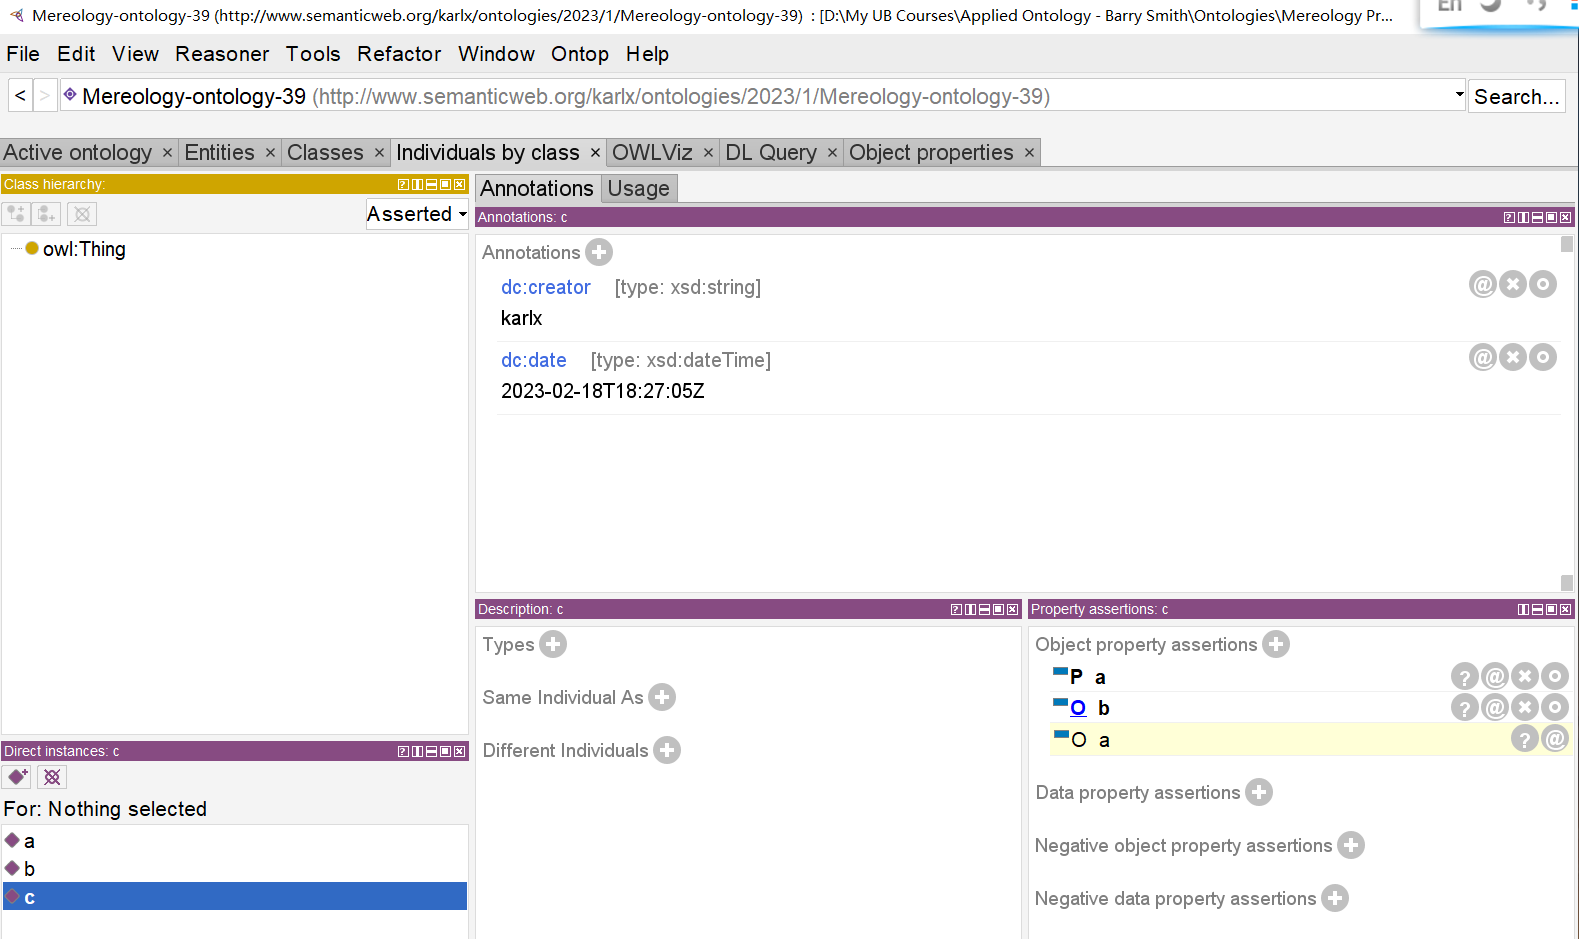 Mereology-ontology-39 (http://www.semanticweb.org/karlx/ontologies/2023/1/Mereology-ontology-39)  : [D:\My UB Courses\Applied Ontology - Barry Smith\Ontologies\Mereology Pr...
En
File Edit View Reasoner Tools Refactor Window Ontop Help
< > Mereology-ontology-39 (http://www.semanticweb.org/karlx/ontologies/2023/1/Mereology-ontology-39) Search...
Active ontology × Entities × Classes × Individuals by class × OWLViz × DL Query × Object properties ×
Class hierarchy:
Asserted
owl:Thing
Annotations Usage
Annotations: c
Annotations
dc:creator [type: xsd:string]
karlx
dc:date [type: xsd:dateTime]
2023-02-18T18:27:05Z
Direct instances: c
For: Nothing selected
a
b
c
Description: c
Types
Same Individual As
Different Individuals
Property assertions: c
Object property assertions
P a
O b
O a
Data property assertions
Negative object property assertions
Negative data property assertions